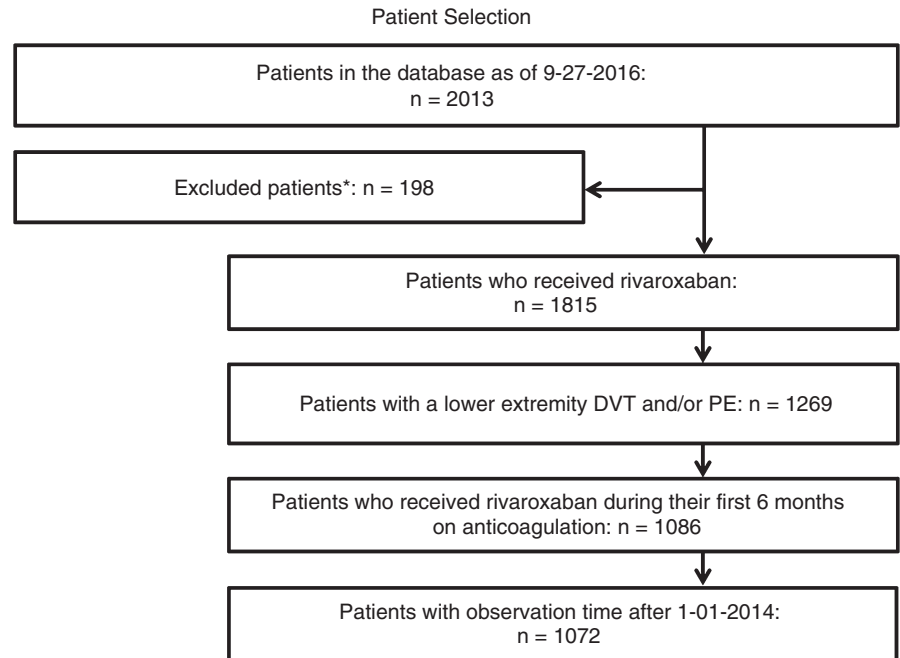 Patient Selection
Patients in the database as of 9-27-2016:
n = 2013
Excluded patients*: n = 198
Patients who received rivaroxaban:
n = 1815
Patients with a lower extremity DVT and/or PE: n = 1269
Patients who received rivaroxaban during their first 6 months
on anticoagulation: n = 1086
Patients with observation time after 1-01-2014:
n = 1072